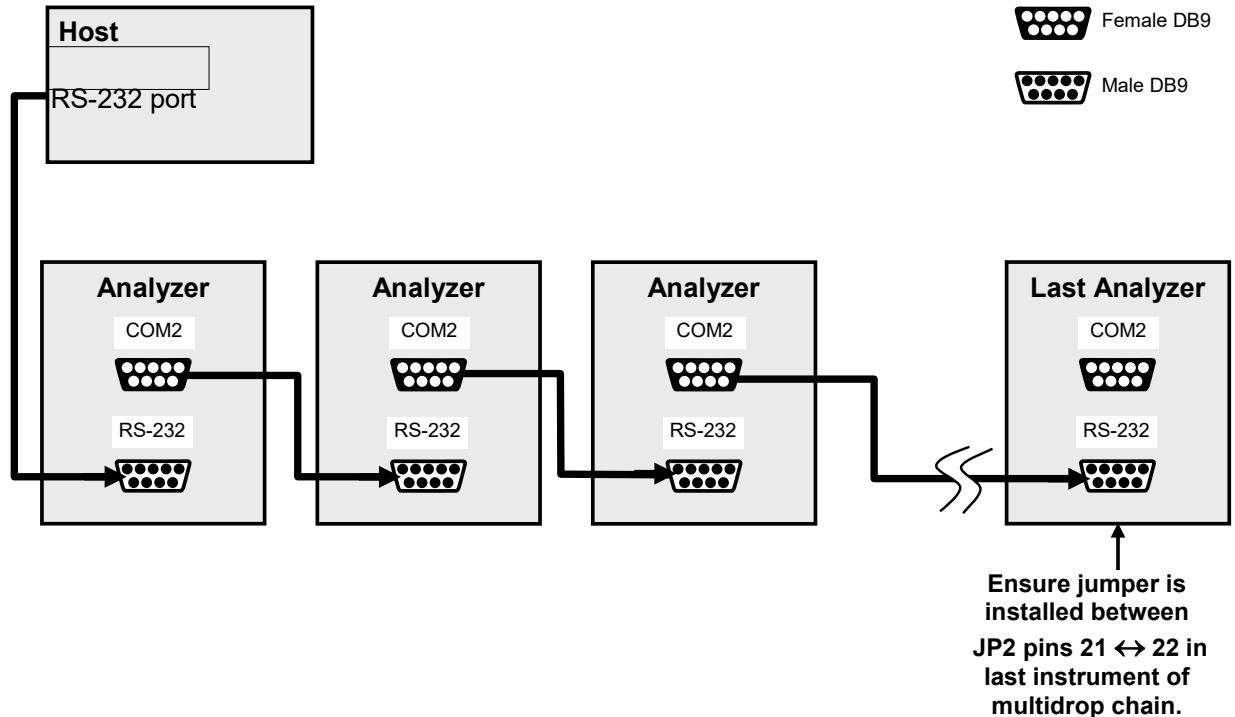 Host
RS-232 port
Female DB9
Male DB9
Analyzer
COM2
RS-232
Analyzer
COM2
RS-232
Analyzer
COM2
RS-232
Last Analyzer
COM2
RS-232
Ensure jumper is
installed between
JP2 pins 21 ↔ 22 in
last instrument of
multidrop chain.